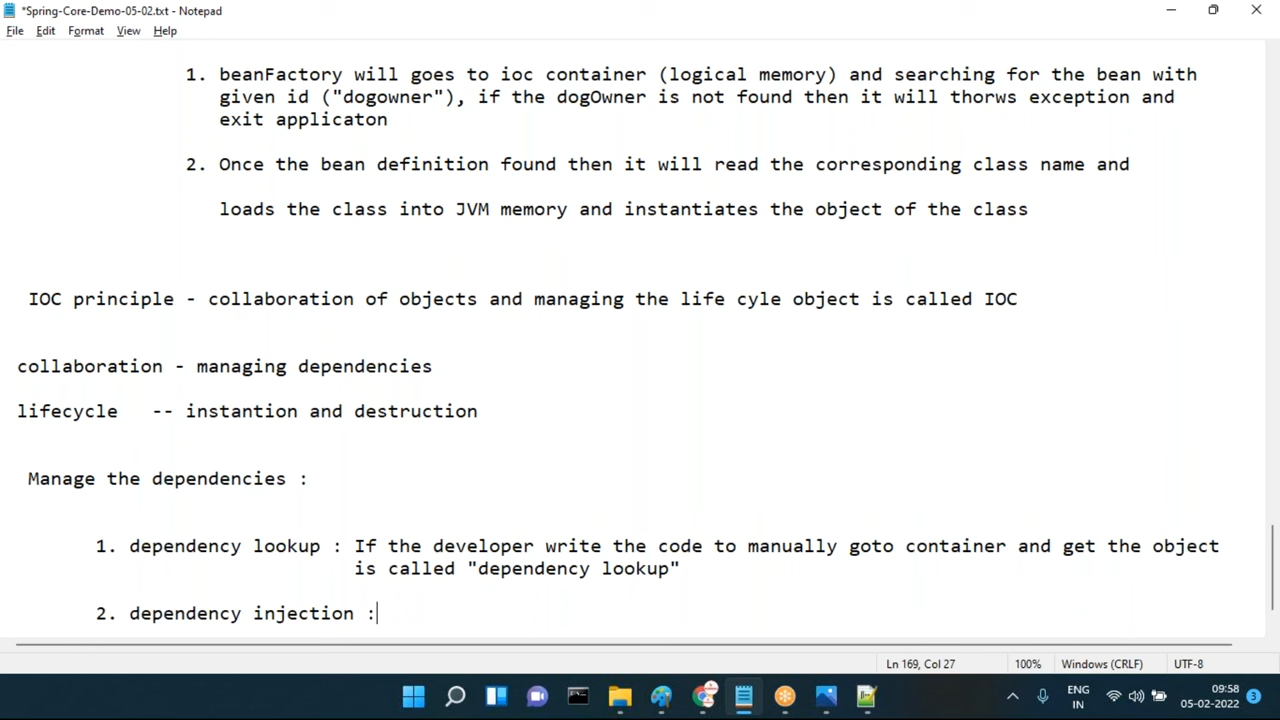 *Spring-Core-Demo-05-02.txt - Notepad
File Edit Format View Help
1. beanFactory will goes to ioc container (logical memory) and searching for the bean with
given id ("dogowner"), if the dogOwner is not found then it will thorws exception and
exit applicaton
2. Once the bean definition found then it will read the corresponding class name and
loads the class into JVM memory and instantiates the object of the class
IOC principle - collaboration of objects and managing the life cyle object is called IOC
collaboration - managing dependencies
lifecycle -- instantion and destruction
Manage the dependencies :
1. dependency lookup : If the developer write the code to manually goto container and get the object
is called "dependency lookup"
2. dependency injection :
Ln 169, Col 27 100% Windows (CRLF) UTF-8
ENG 09:58
IN 05-02-2022 3